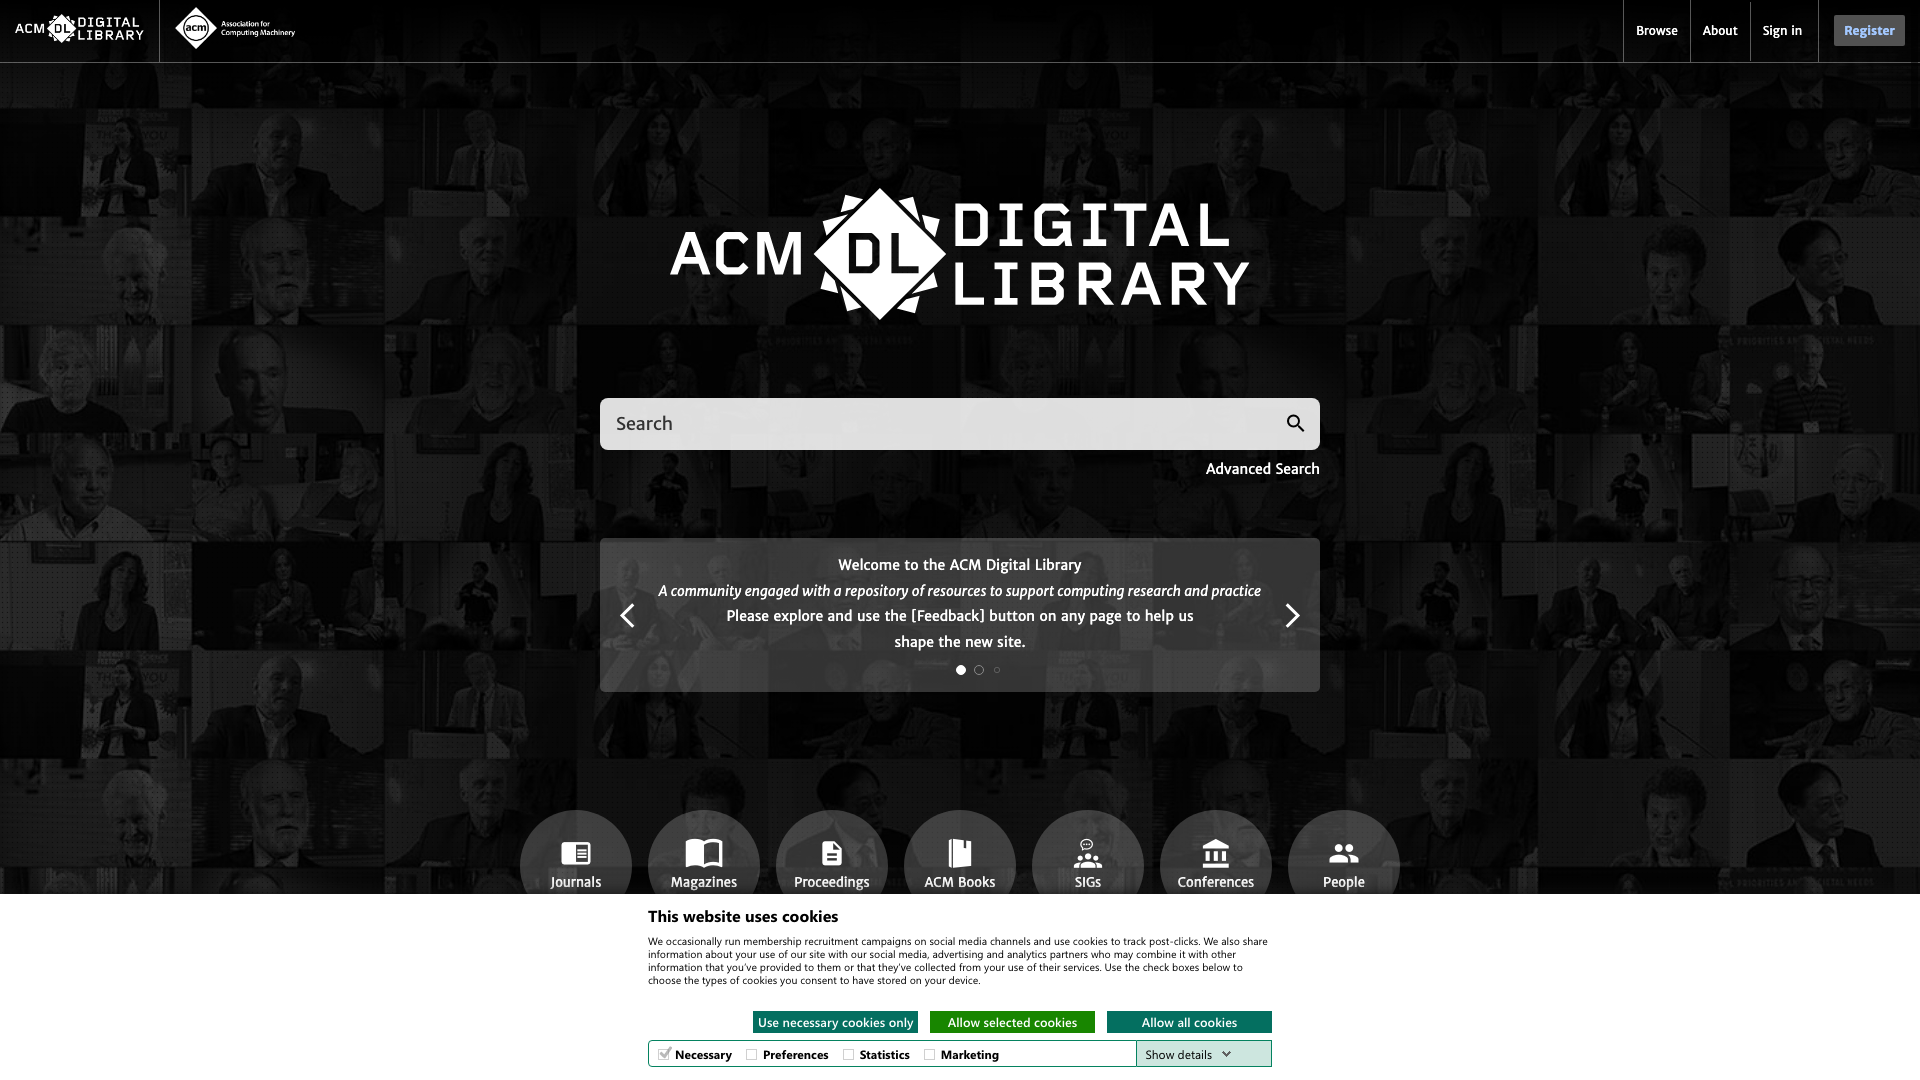 ACM DL DIGITAL LIBRARY
acm Association for Computing Machinery
Browse
About
Sign in
Register
ACM DL DIGITAL LIBRARY
Search
Advanced Search
Welcome to the ACM Digital Library
A community engaged with a repository of resources to support computing research and practice
Please explore and use the [Feedback] button on any page to help us
shape the new site.
Journals
Magazines
Proceedings
ACM Books
SIGs
Conferences
People
This website uses cookies
We occasionally run membership recruitment campaigns on social media channels and use cookies to track post-clicks. We also share
information about your use of our site with our social media, advertising and analytics partners who may combine it with other
information that you've provided to them or that they've collected from your use of their services. Use the check boxes below to
choose the types of cookies you consent to have stored on your device.
Use necessary cookies only
Allow selected cookies
Allow all cookies
Necessary
Preferences
Statistics
Marketing
Show details